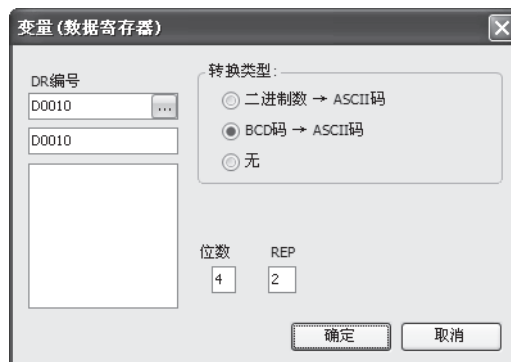 变量(数据寄存器)
DR编号
D0010
...
D0010
转换类型:
二进制数 → ASCII码
BCD码 → ASCII码
无
位数 REP
4 2
确定 取消